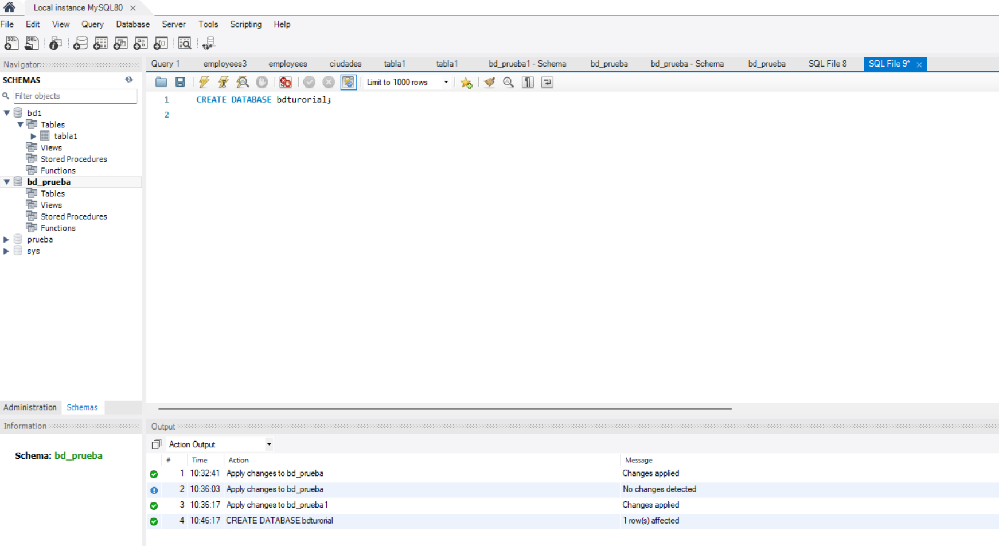 Local instance MySQL80
File Edit View Query Database Server Tools Scripting Help
Navigator
SCHEMAS
Filter objects
bd1
Tables
tabla1
Views
Stored Procedures
Functions
bd_prueba
Tables
Views
Stored Procedures
Functions
prueba
sys
Administration Schemas
Information
Schema: bd_prueba
Query 1 employees3 employees ciudades tabla1 tabla1 bd_prueba1 - Schema bd_prueba bd_prueba - Schema bd_prueba SQL File 8 SQL File 9*
Limit to 1000 rows
1 CREATE DATABASE bdturorial;
2
Output
Action Output
# Time Action Message
1 10:32:41 Apply changes to bd_prueba Changes applied
2 10:36:03 Apply changes to bd_prueba No changes detected
3 10:36:17 Apply changes to bd_prueba1 Changes applied
4 10:46:17 CREATE DATABASE bdturorial 1 row(s) affected